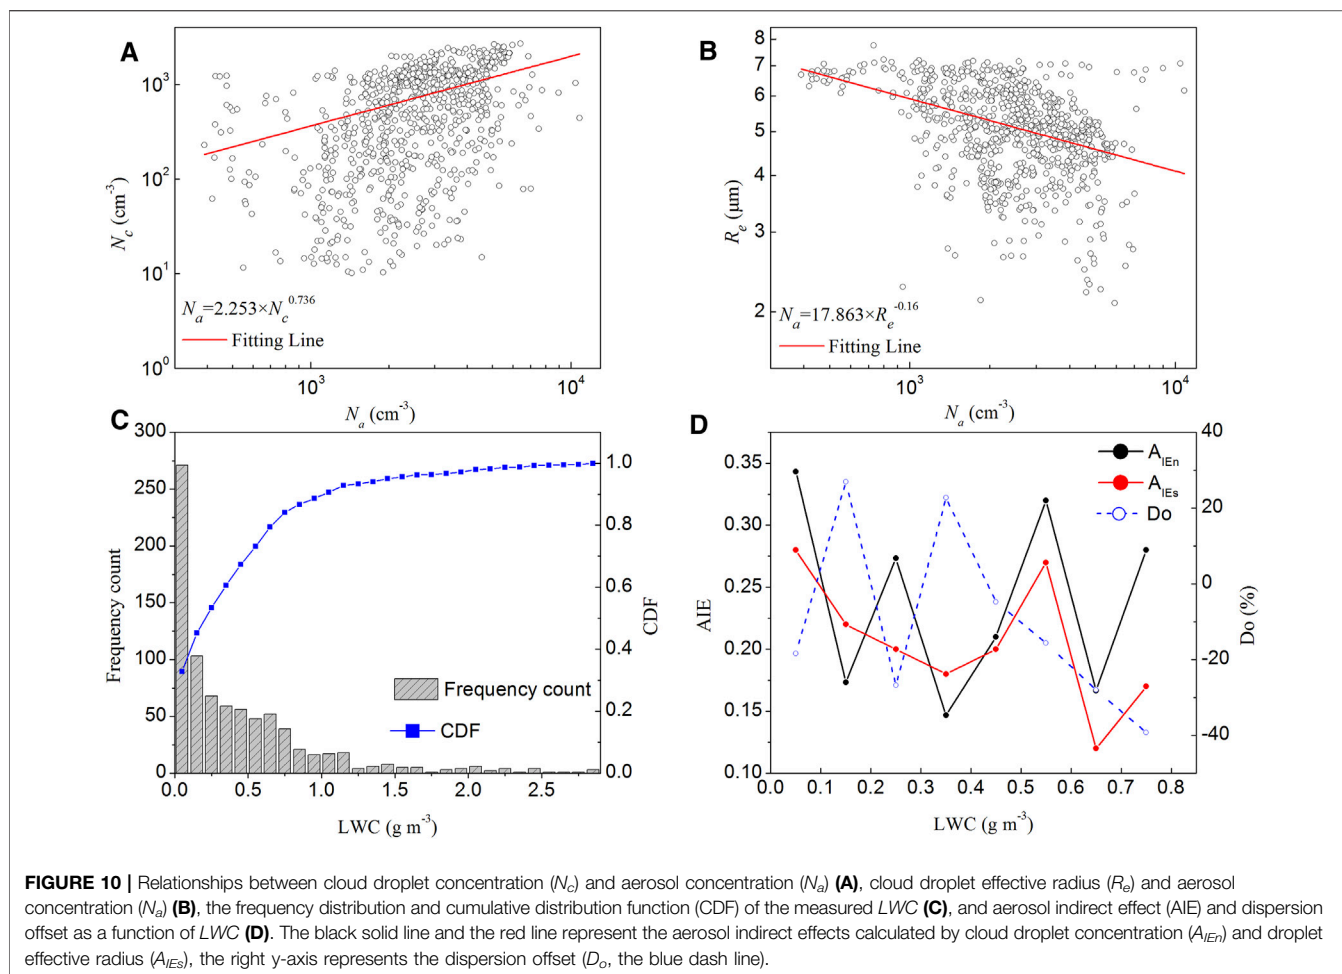 A
10³
10²
10¹
10⁰
N_c (cm⁻³)
N_a=2.253×N_c^0.736
Fitting Line
10³
10⁴
N_a (cm⁻³)
B
8
7
6
5
4
3
2
R_e (µm)
N_a=17.863×R_e^-0.16
Fitting Line
10³
10⁴
N_a (cm⁻³)
C
300
250
200
150
100
50
0
Frequency count
1.0
0.8
0.6
0.4
0.2
0.0
CDF
Frequency count
CDF
0.0 0.5 1.0 1.5 2.0 2.5
LWC (g m⁻³)
D
0.35
0.30
0.25
0.20
0.15
0.10
AIE
40
20
0
-20
-40
Do (%)
A_IEn
A_IEs
Do
0.0 0.1 0.2 0.3 0.4 0.5 0.6 0.7 0.8
LWC (g m⁻³)
FIGURE 10 | Relationships between cloud droplet concentration (N_c) and aerosol concentration (N_a) (A), cloud droplet effective radius (R_e) and aerosol
concentration (N_a) (B), the frequency distribution and cumulative distribution function (CDF) of the measured LWC (C), and aerosol indirect effect (AIE) and dispersion
offset as a function of LWC (D). The black solid line and the red line represent the aerosol indirect effects calculated by cloud droplet concentration (A_IEn) and droplet
effective radius (A_IEs), the right y-axis represents the dispersion offset (D_o, the blue dash line).